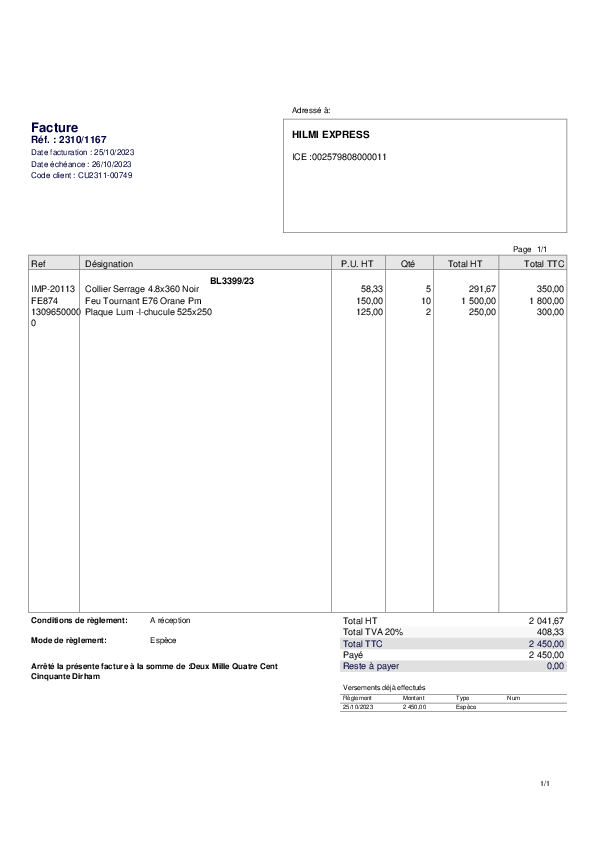 Adressé à:
Facture
Réf. : 2310/1167
Date facturation : 25/10/2023
Date échéance : 26/10/2023
Code client : CU2311-00749
HILMI EXPRESS
ICE :002579808000011
Page 1/1
Ref Désignation P.U. HT Qté Total HT Total TTC
BL3399/23
IMP-20113 Collier Serrage 4.8x360 Noir 58,33 5 291,67 350,00
FE874 Feu Tournant E76 Orane Pm 150,00 10 1 500,00 1 800,00
1309650000 Plaque Lum -l-chucule 525x250 125,00 2 250,00 300,00
0
Conditions de règlement: A réception
Mode de règlement: Espèce
Arrêté la présente facture à la somme de :Deux Mille Quatre Cent
Cinquante Dirham
Total HT 2 041,67
Total TVA 20% 408,33
Total TTC 2 450,00
Payé 2 450,00
Reste à payer 0,00
Versements déjà effectués
Règlement Montant Type Num
25/10/2023 2 450,00 Espèce
1/1